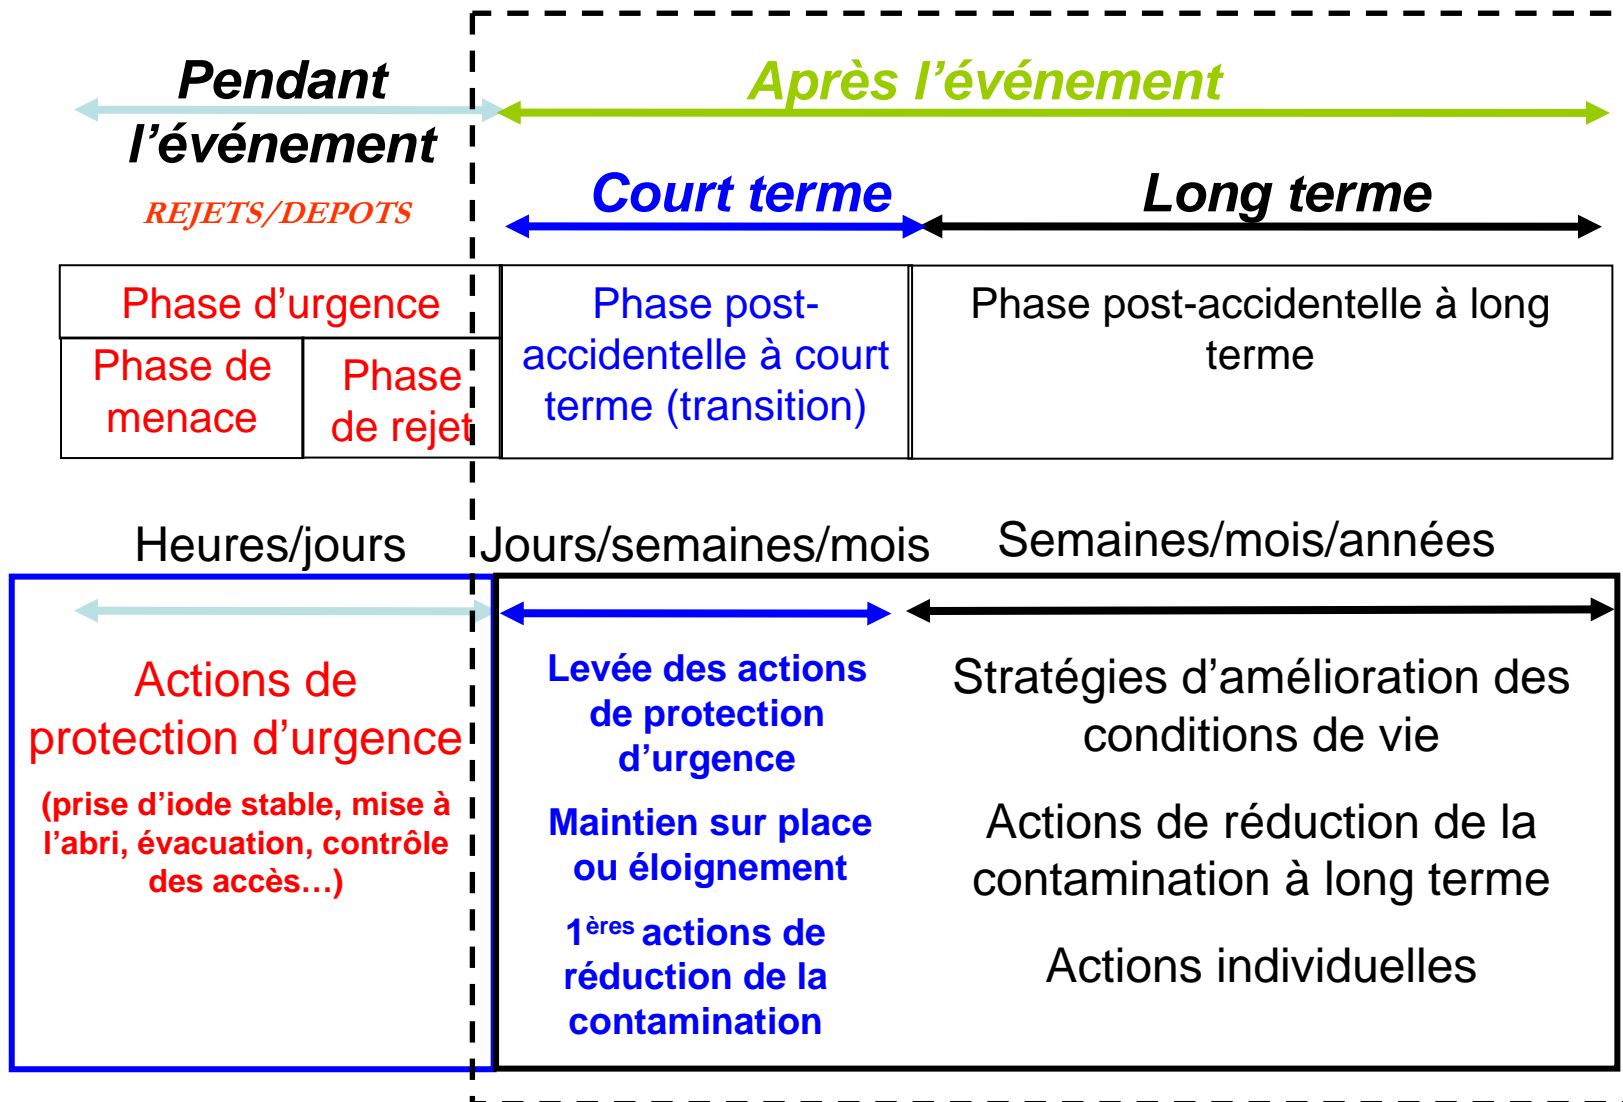 Pendant
l'événement
Après l'événement
REJETS/DEPOTS
Court terme
Long terme
Phase d'urgence
Phase de
menace
Phase
de rejet
Phase post-
accidentelle à court
terme (transition)
Phase post-accidentelle à long
terme
Heures/jours
Jours/semaines/mois
Semaines/mois/années
Actions de
protection d'urgence
(prise d'iode stable, mise à
l'abri, évacuation, contrôle
des accès…)
Levée des actions
de protection
d'urgence
Maintien sur place
ou éloignement
1ères actions de
réduction de la
contamination
Stratégies d'amélioration des
conditions de vie
Actions de réduction de la
contamination à long terme
Actions individuelles